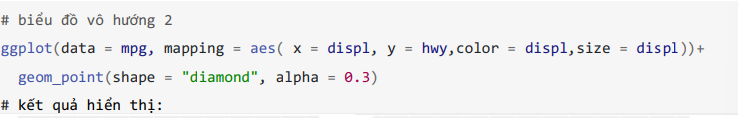 # biểu đồ vô hướng 2
ggplot(data = mpg, mapping = aes( x = displ, y = hwy,color = displ,size = displ))+
geom_point(shape = "diamond", alpha = 0.3)
# kết quả hiển thị: